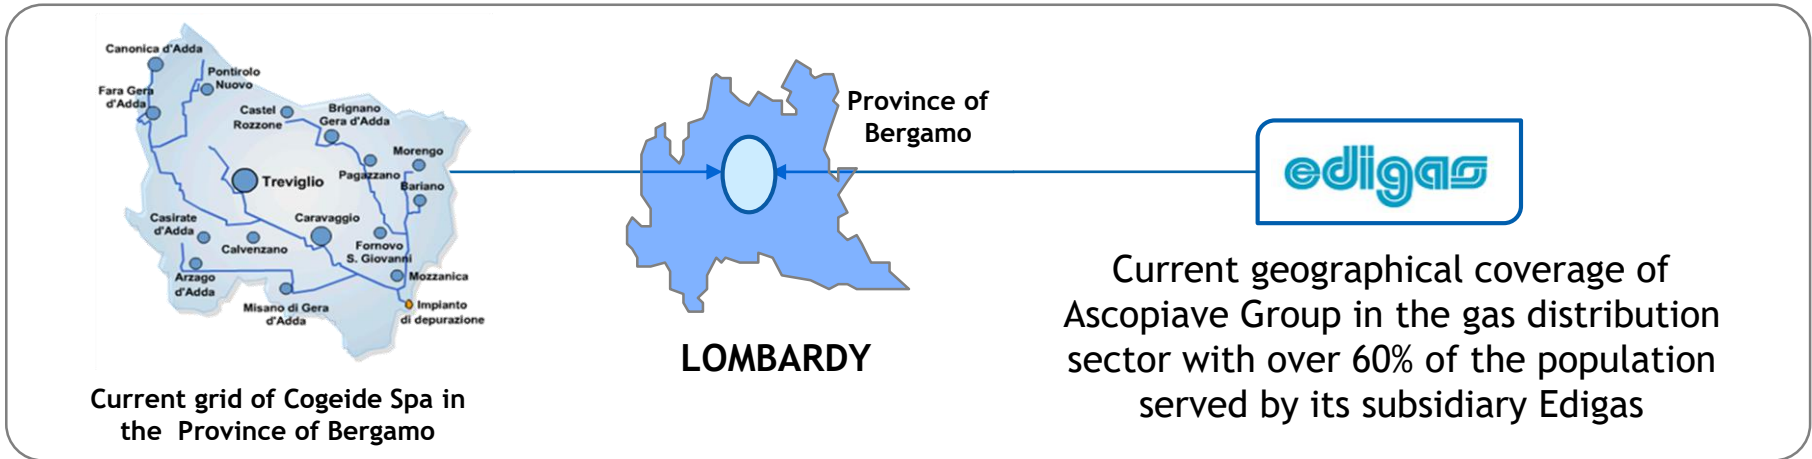 Canonica d'Adda
Pontirolo
Nuovo
Fara Gera
d'Adda
Castel
Rozzone
Brignano
Gera d'Adda
Morengo
Treviglio
Pagazzano
Bariano
Casirate
d'Adda
Caravaggio
Calvenzano
Fornovo
S. Giovanni
Arzago
d'Adda
Mozzanica
Misano di Gera
d'Adda
Impianto
di depurazione
Current grid of Cogeide Spa in
the Province of Bergamo
Province of
Bergamo
LOMBARDY
edigas
Current geographical coverage of
Ascopiave Group in the gas distribution
sector with over 60% of the population
served by its subsidiary Edigas